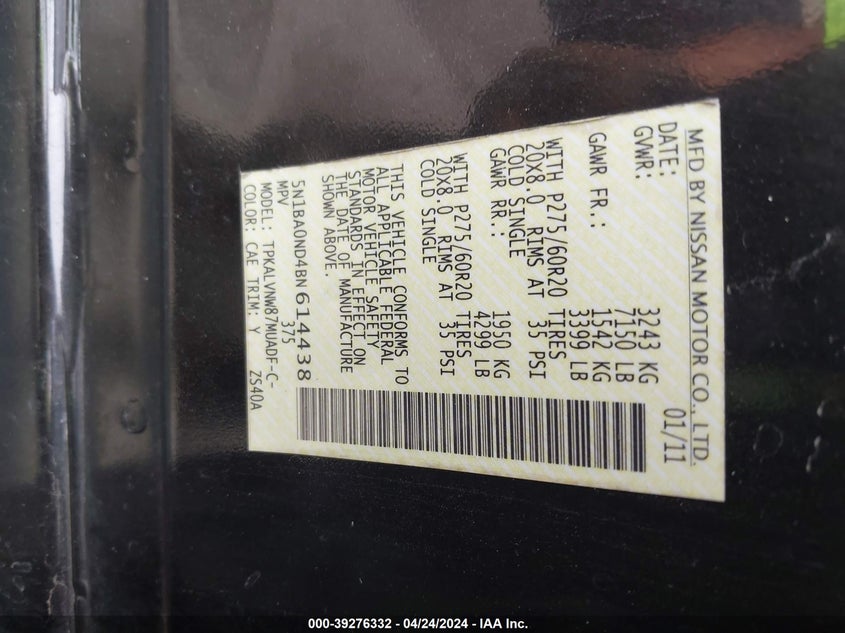 MFD BY NISSAN MOTOR CO., LTD.
DATE: 01/11
GVWR: 3243 KG
7150 LB
GAWR FR.: 1542 KG
3399 LB
WITH P275/60R20 TIRES
20X8.0 RIMS AT 35 PSI
COLD SINGLE
GAWR RR.: 1950 KG
4299 LB
WITH P275/60R20 TIRES
20X8.0 RIMS AT 35 PSI
COLD SINGLE
THIS VEHICLE CONFORMS TO
ALL APPLICABLE FEDERAL
MOTOR VEHICLE SAFETY
STANDARDS IN EFFECT ON
THE DATE OF MANUFACTURE
SHOWN ABOVE.
5N1BA0ND4BN614438
MPV 375
MODEL: TPKALVNW87MUADF-C-
COLOR: CAE TRIM: Y ZS40A
000-39276332 - 04/24/2024 - IAA Inc.